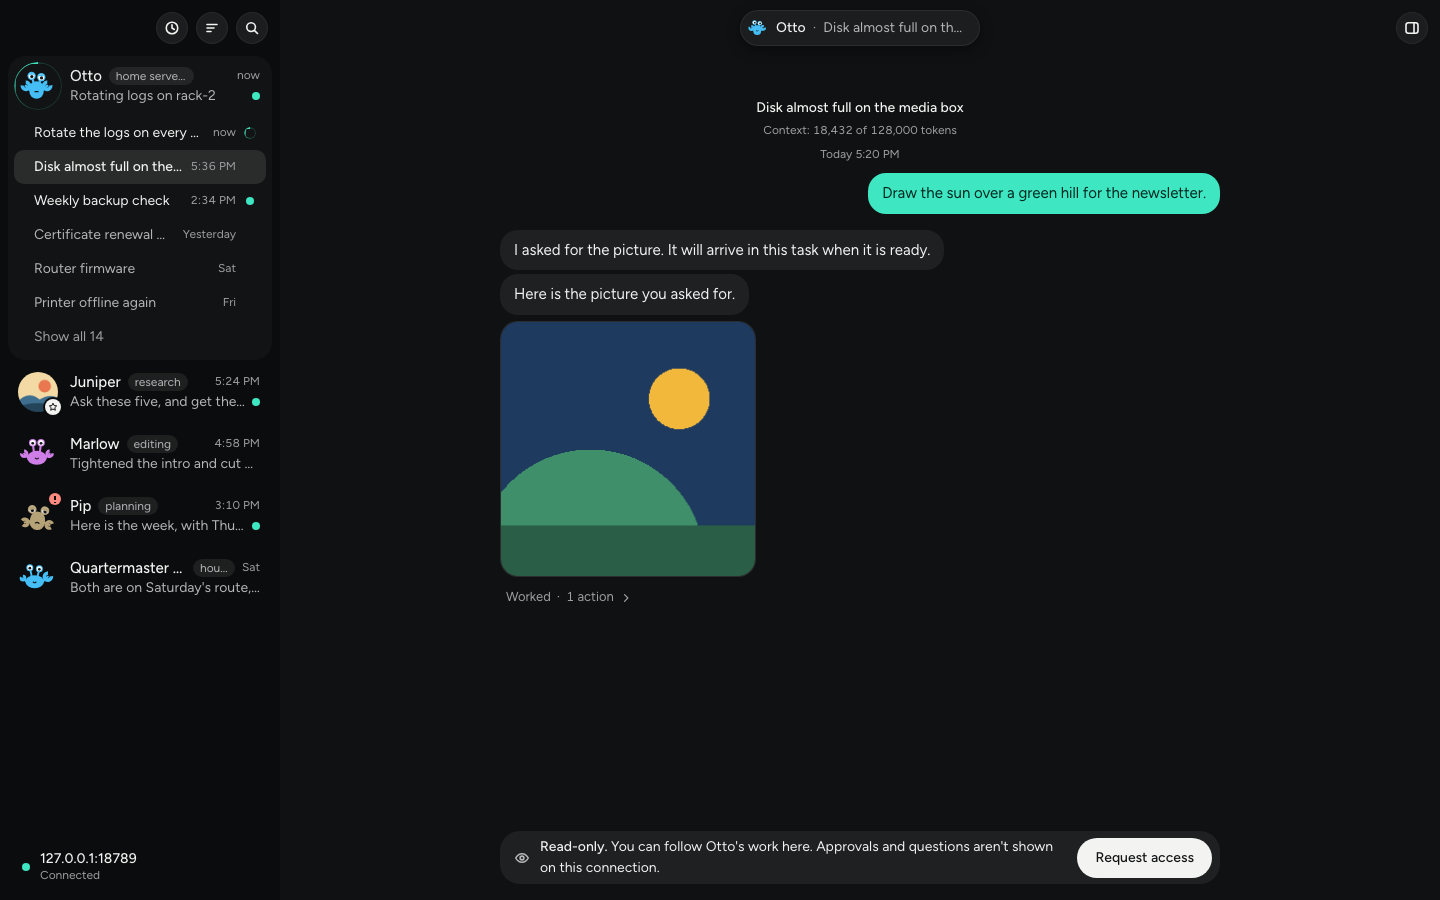 Otto · Disk almost full on th...
Otto home serve... now
Rotating logs on rack-2
Rotate the logs on every ... now
Disk almost full on the... 5:36 PM
Weekly backup check 2:34 PM
Certificate renewal ... Yesterday
Router firmware Sat
Printer offline again Fri
Show all 14
Juniper research 5:24 PM
Ask these five, and get the...
Marlow editing 4:58 PM
Tightened the intro and cut ...
Pip planning 3:10 PM
Here is the week, with Thu...
Quartermaster ... hou... Sat
Both are on Saturday's route,...
127.0.0.1:18789
Connected
Disk almost full on the media box
Context: 18,432 of 128,000 tokens
Today 5:20 PM
Draw the sun over a green hill for the newsletter.
I asked for the picture. It will arrive in this task when it is ready.
Here is the picture you asked for.
Worked · 1 action
Read-only. You can follow Otto's work here. Approvals and questions aren't shown
on this connection.
Request access